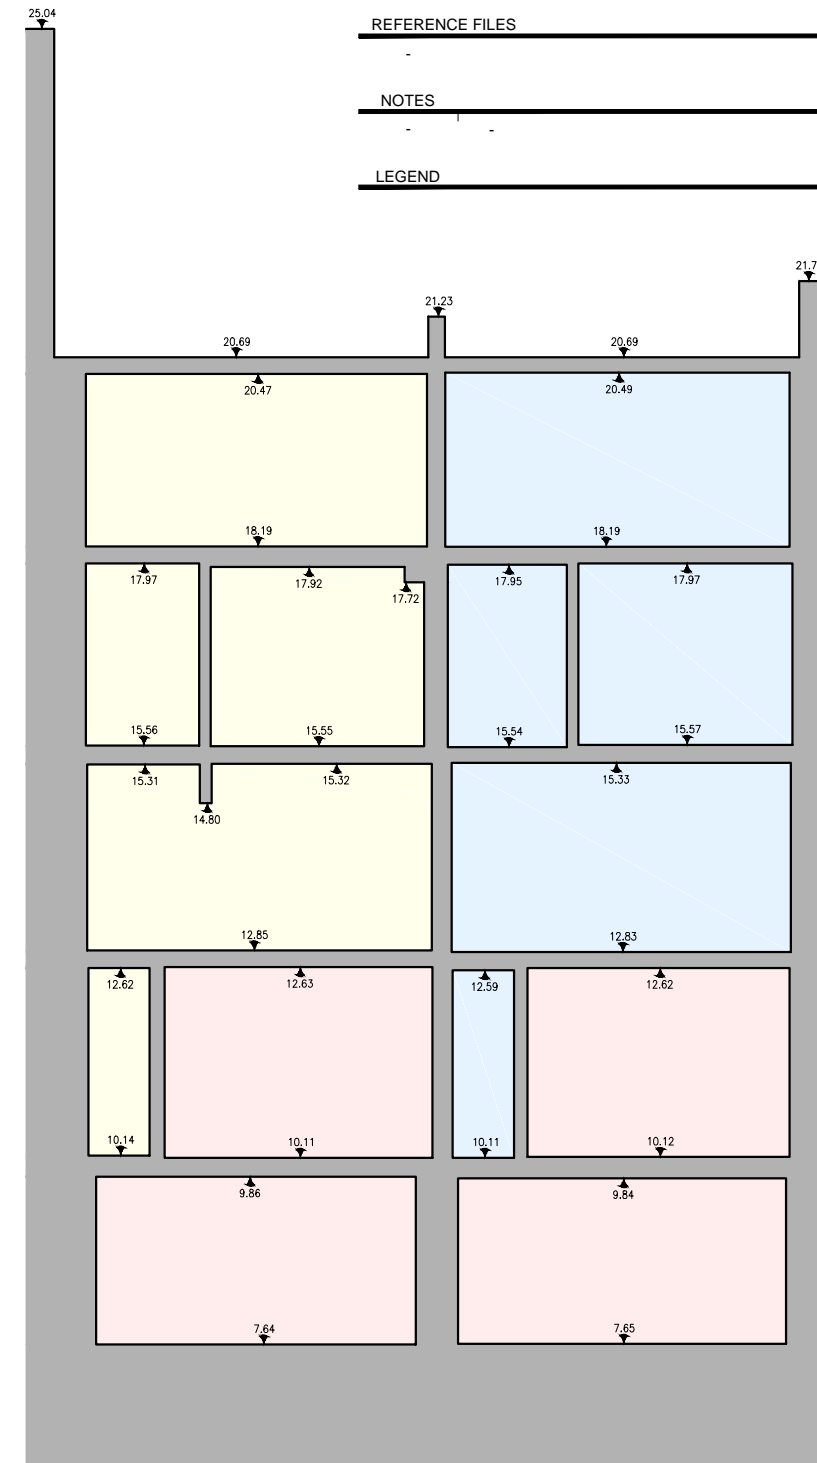 25.04
REFERENCE FILES
-
NOTES
- -
LEGEND
21.7
21.23
20.69 20.69
20.47 20.49
18.19 18.19
17.97 17.92 17.95 17.97
17.72
15.56 15.55 15.54 15.57
15.31 15.32 15.33
14.80
12.85 12.83
12.62 12.63 12.59 12.62
10.14 10.11 10.11 10.12
9.86 9.84
7.64 7.65